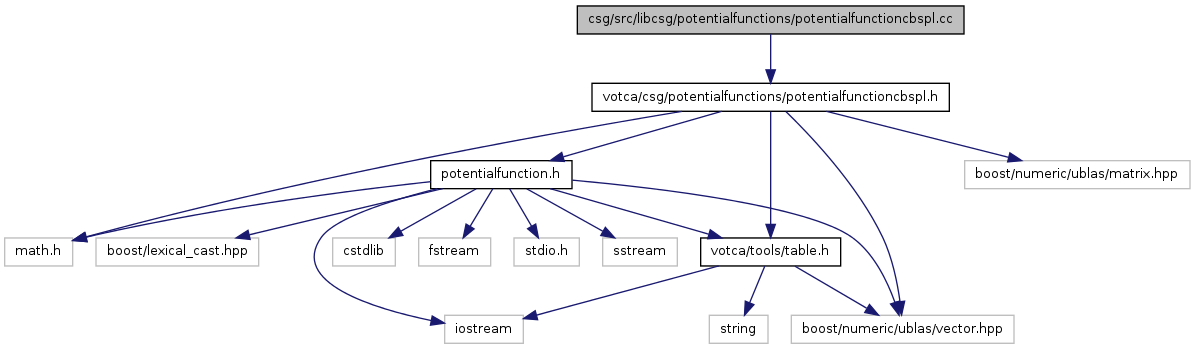 csg/src/libcsg/potentialfunctions/potentialfunctioncbspl.cc
votca/csg/potentialfunctions/potentialfunctioncbspl.h
potentialfunction.h
boost/numeric/ublas/matrix.hpp
math.h
boost/lexical_cast.hpp
cstdlib
fstream
stdio.h
sstream
votca/tools/table.h
iostream
string
boost/numeric/ublas/vector.hpp